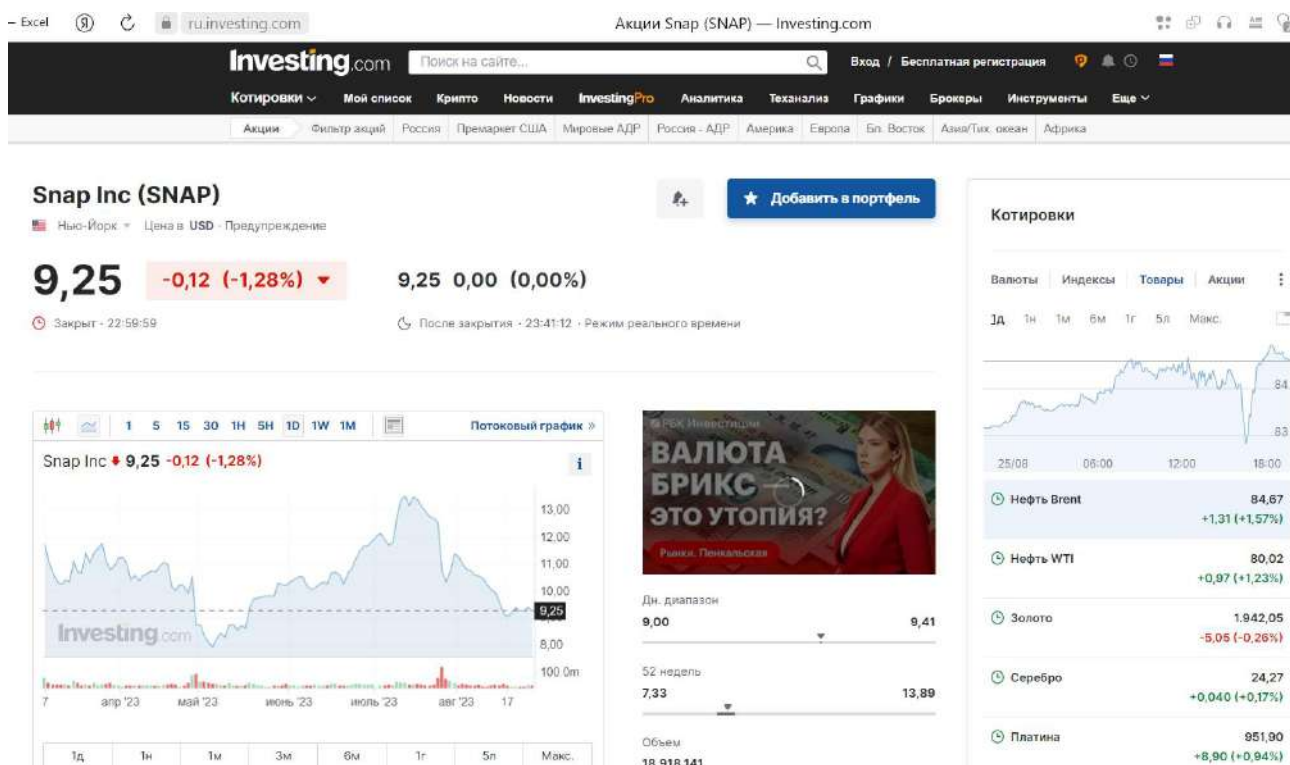 – Excel
ru.investing.com
Акции Snap (SNAP) — Investing.com
Investing.com
Поиск на сайте...
Вход / Бесплатная регистрация
Котировки
Мой список
Крипто
Новости
InvestingPro
Аналитика
Теханализ
Графики
Брокеры
Инструменты
Еще
Акции
Фильтр акций
Россия
Премаркет США
Мировые АДР
Россия - АДР
Америка
Европа
Бл. Восток
Азия/Тих. океан
Африка
Snap Inc (SNAP)
Добавить в портфель
Нью-Йорк
Цена в USD · Предупреждение
9,25 -0,12 (-1,28%)
9,25 0,00 (0,00%)
Закрыт · 22:59:59
После закрытия · 23:41:12 · Режим реального времени
1 5 15 30 1H 5H 1D 1W 1M
Потоковый график »
Snap Inc 9,25 -0,12 (-1,28%)
13,00
12,00
11,00
10,00
9,25
8,00
100.0m
Investing.com
7 апр '23 май '23 июнь '23 июль '23 авг '23 17
1д 1н 1м 3м 6м 1г 5л Макс.
РБК Инвестиции
ВАЛЮТА
БРИКС —
ЭТО УТОПИЯ?
Рынки. Пенкальская
Дн. диапазон
9,00 9,41
52 недель
7,33 13,89
Объем
18.918.141
Котировки
Валюты Индексы Товары Акции
1д 1н 1м 6м 1г 5л Макс.
84
83
25/08 06:00 12:00 18:00
Нефть Brent 84,67
+1,31 (+1,57%)
Нефть WTI 80,02
+0,97 (+1,23%)
Золото 1.942,05
-5,05 (-0,26%)
Серебро 24,27
+0,040 (+0,17%)
Платина 951,90
+8,90 (+0,94%)